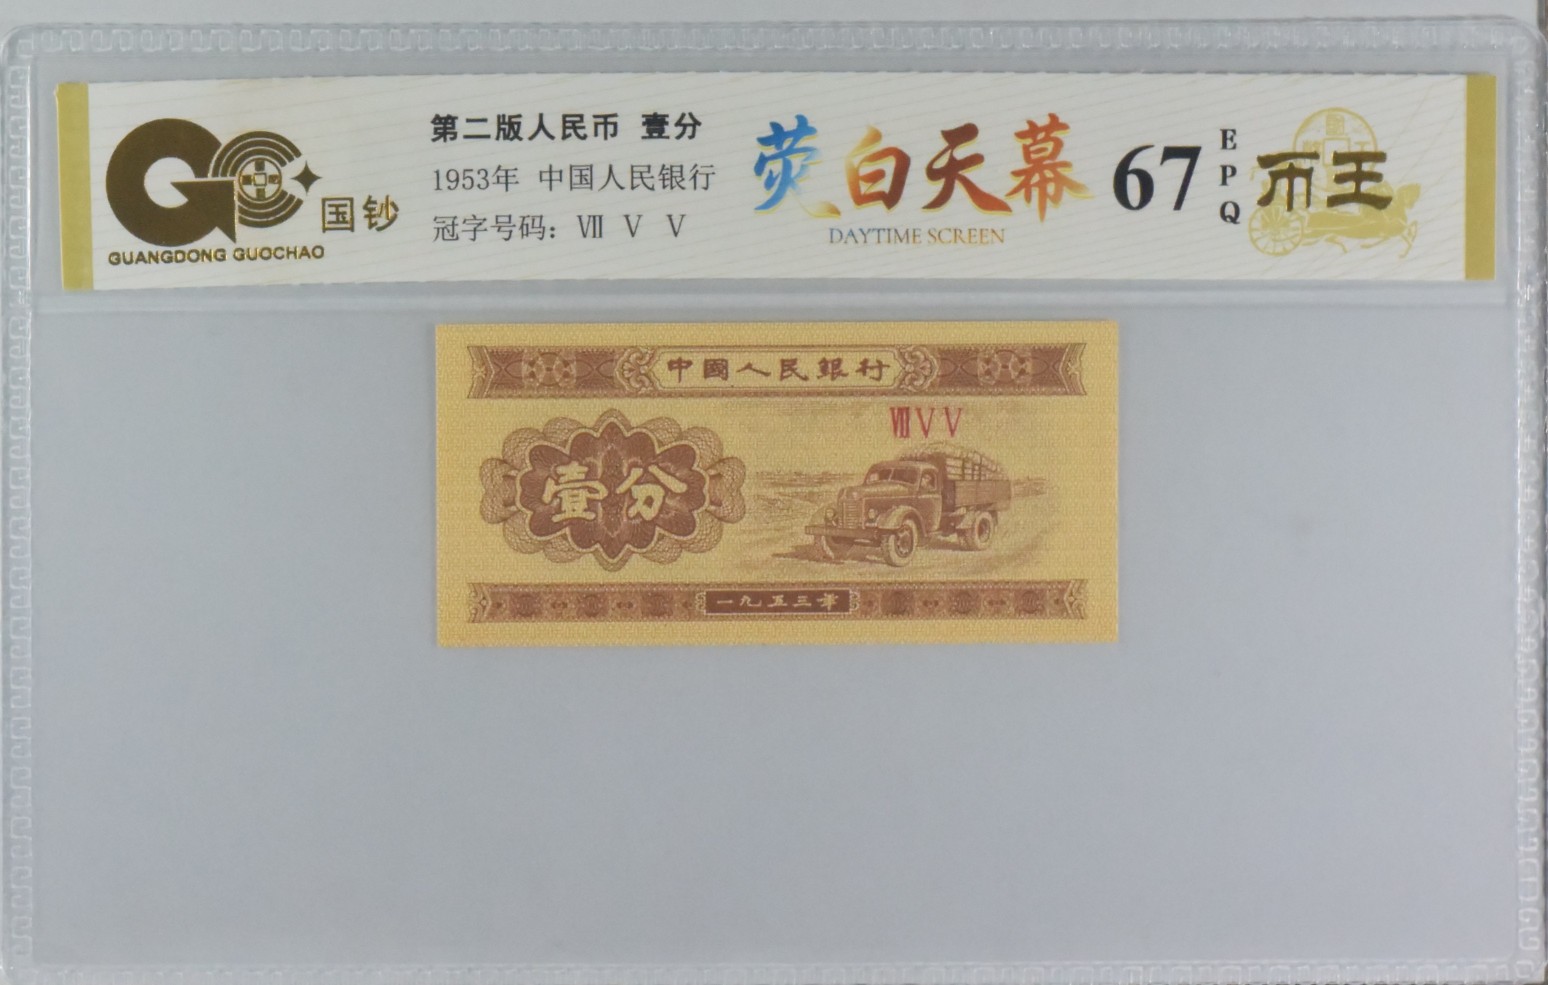 国钞
GUANGDONG GUOCHAO
第二版人民币 壹分
1953年 中国人民银行
冠字号码：Ⅶ Ⅴ Ⅴ
荧白天幕
DAYTIME SCREEN
67
EPQ
币王
中國人民銀行
ⅦⅤⅤ
壹分
一九五三年